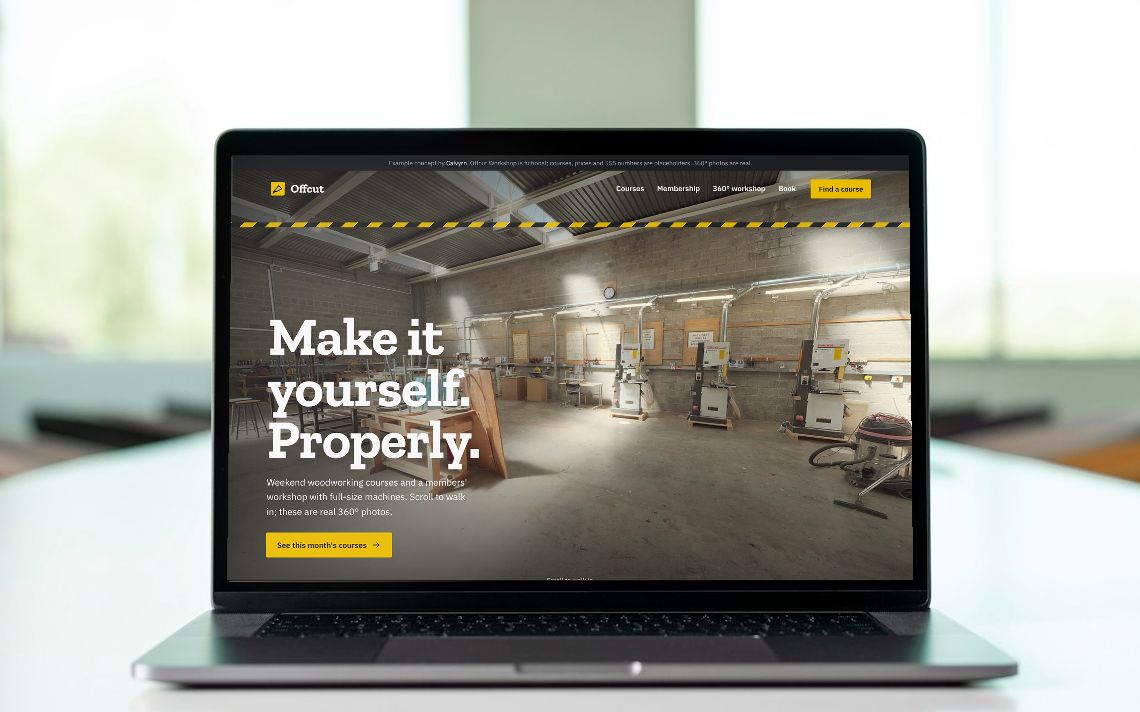 Example concept by Calvyrn. Offcut Workshop is fictional; courses, prices and 555 numbers are placeholders. 360° photos are real.
Offcut
Courses Membership 360° workshop Book Find a course
Make it
yourself.
Properly.
Weekend woodworking courses and a members'
workshop with full-size machines. Scroll to walk
in; these are real 360° photos.
See this month's courses →